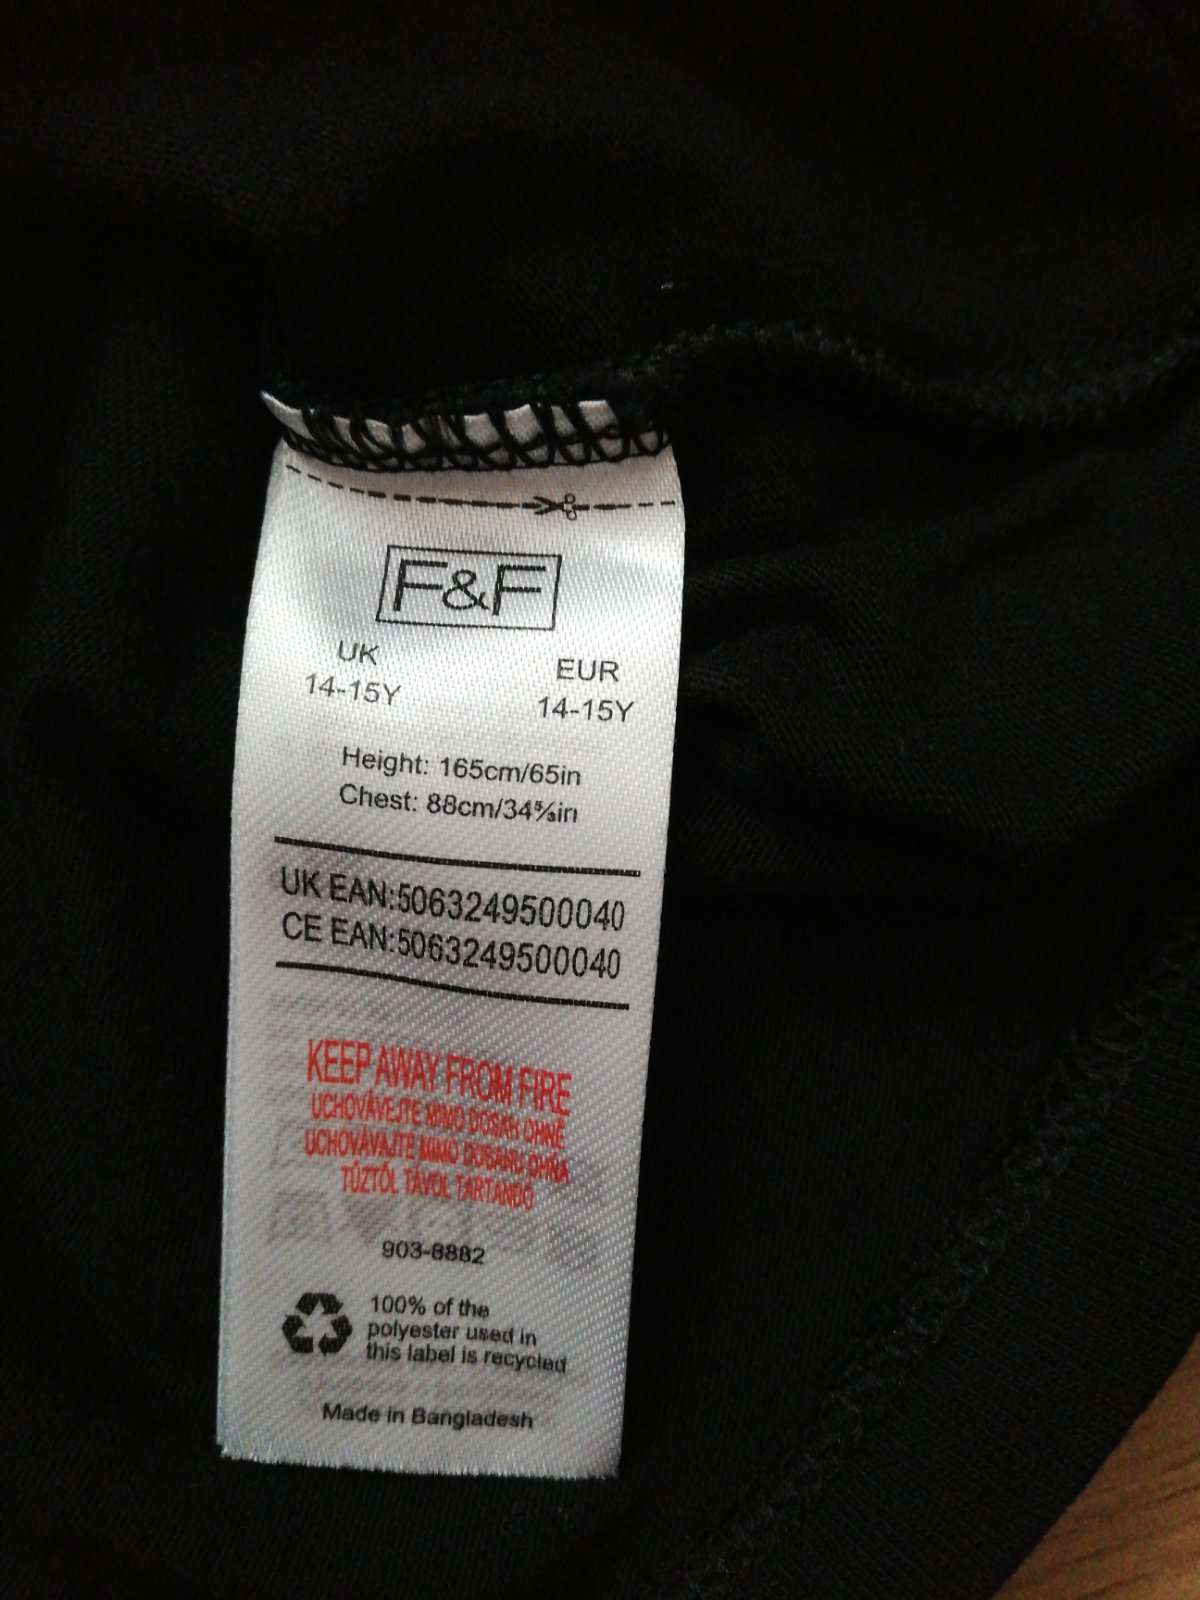 F&F
UK
14-15Y
EUR
14-15Y
Height: 165cm/65in
Chest: 88cm/34⅝in
UK EAN:5063249500040
CE EAN:5063249500040
KEEP AWAY FROM FIRE
UCHOVÁVEJTE MIMO DOSAH OHNĚ
UCHOVÁVAJTE MIMO DOSAHU OHŇA
TŰZTŐL TÁVOL TARTANDÓ
903-8882
100% of the
polyester used in
this label is recycled
Made in Bangladesh